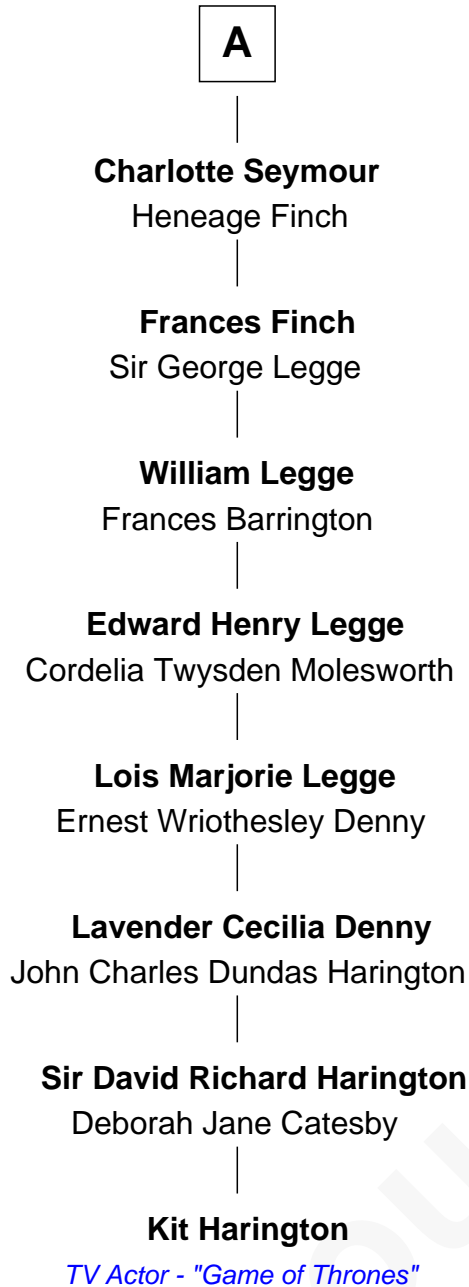 A
Charlotte Seymour
Heneage Finch
Frances Finch
Sir George Legge
William Legge
Frances Barrington
Edward Henry Legge
Cordelia Twysden Molesworth
Lois Marjorie Legge
Ernest Wriothesley Denny
Lavender Cecilia Denny
John Charles Dundas Harington
Sir David Richard Harington
Deborah Jane Catesby
Kit Harington
TV Actor - "Game of Thrones"